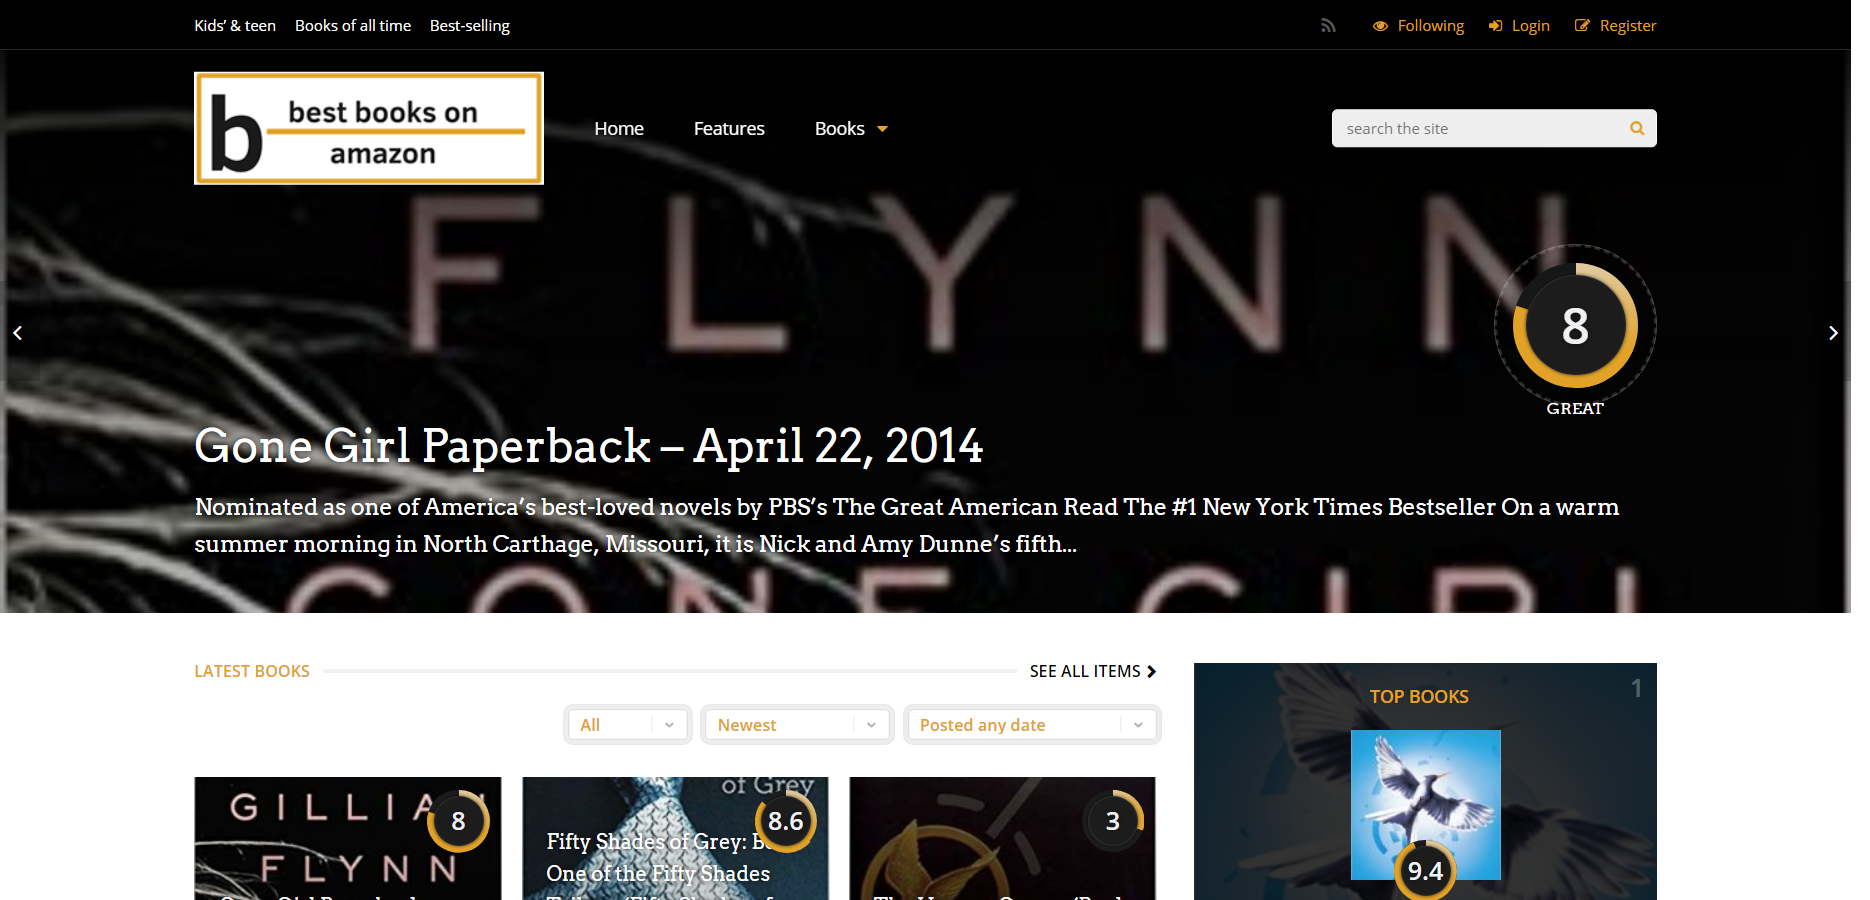 Kids’ & teen Books of all time Best-selling Following Login Register
b best books on amazon
Home Features Books
search the site
FLYNN
8
GREAT
Gone Girl Paperback – April 22, 2014
Nominated as one of America’s best-loved novels by PBS’s The Great American Read The #1 New York Times Bestseller On a warm
summer morning in North Carthage, Missouri, it is Nick and Amy Dunne’s fifth...
GONE GIRL
LATEST BOOKS
SEE ALL ITEMS
All Newest Posted any date
GILLIAN
FLYNN
8
of Grey
8.6
Fifty Shades of Grey:
One of the Fifty Shades
3
TOP BOOKS
1
9.4